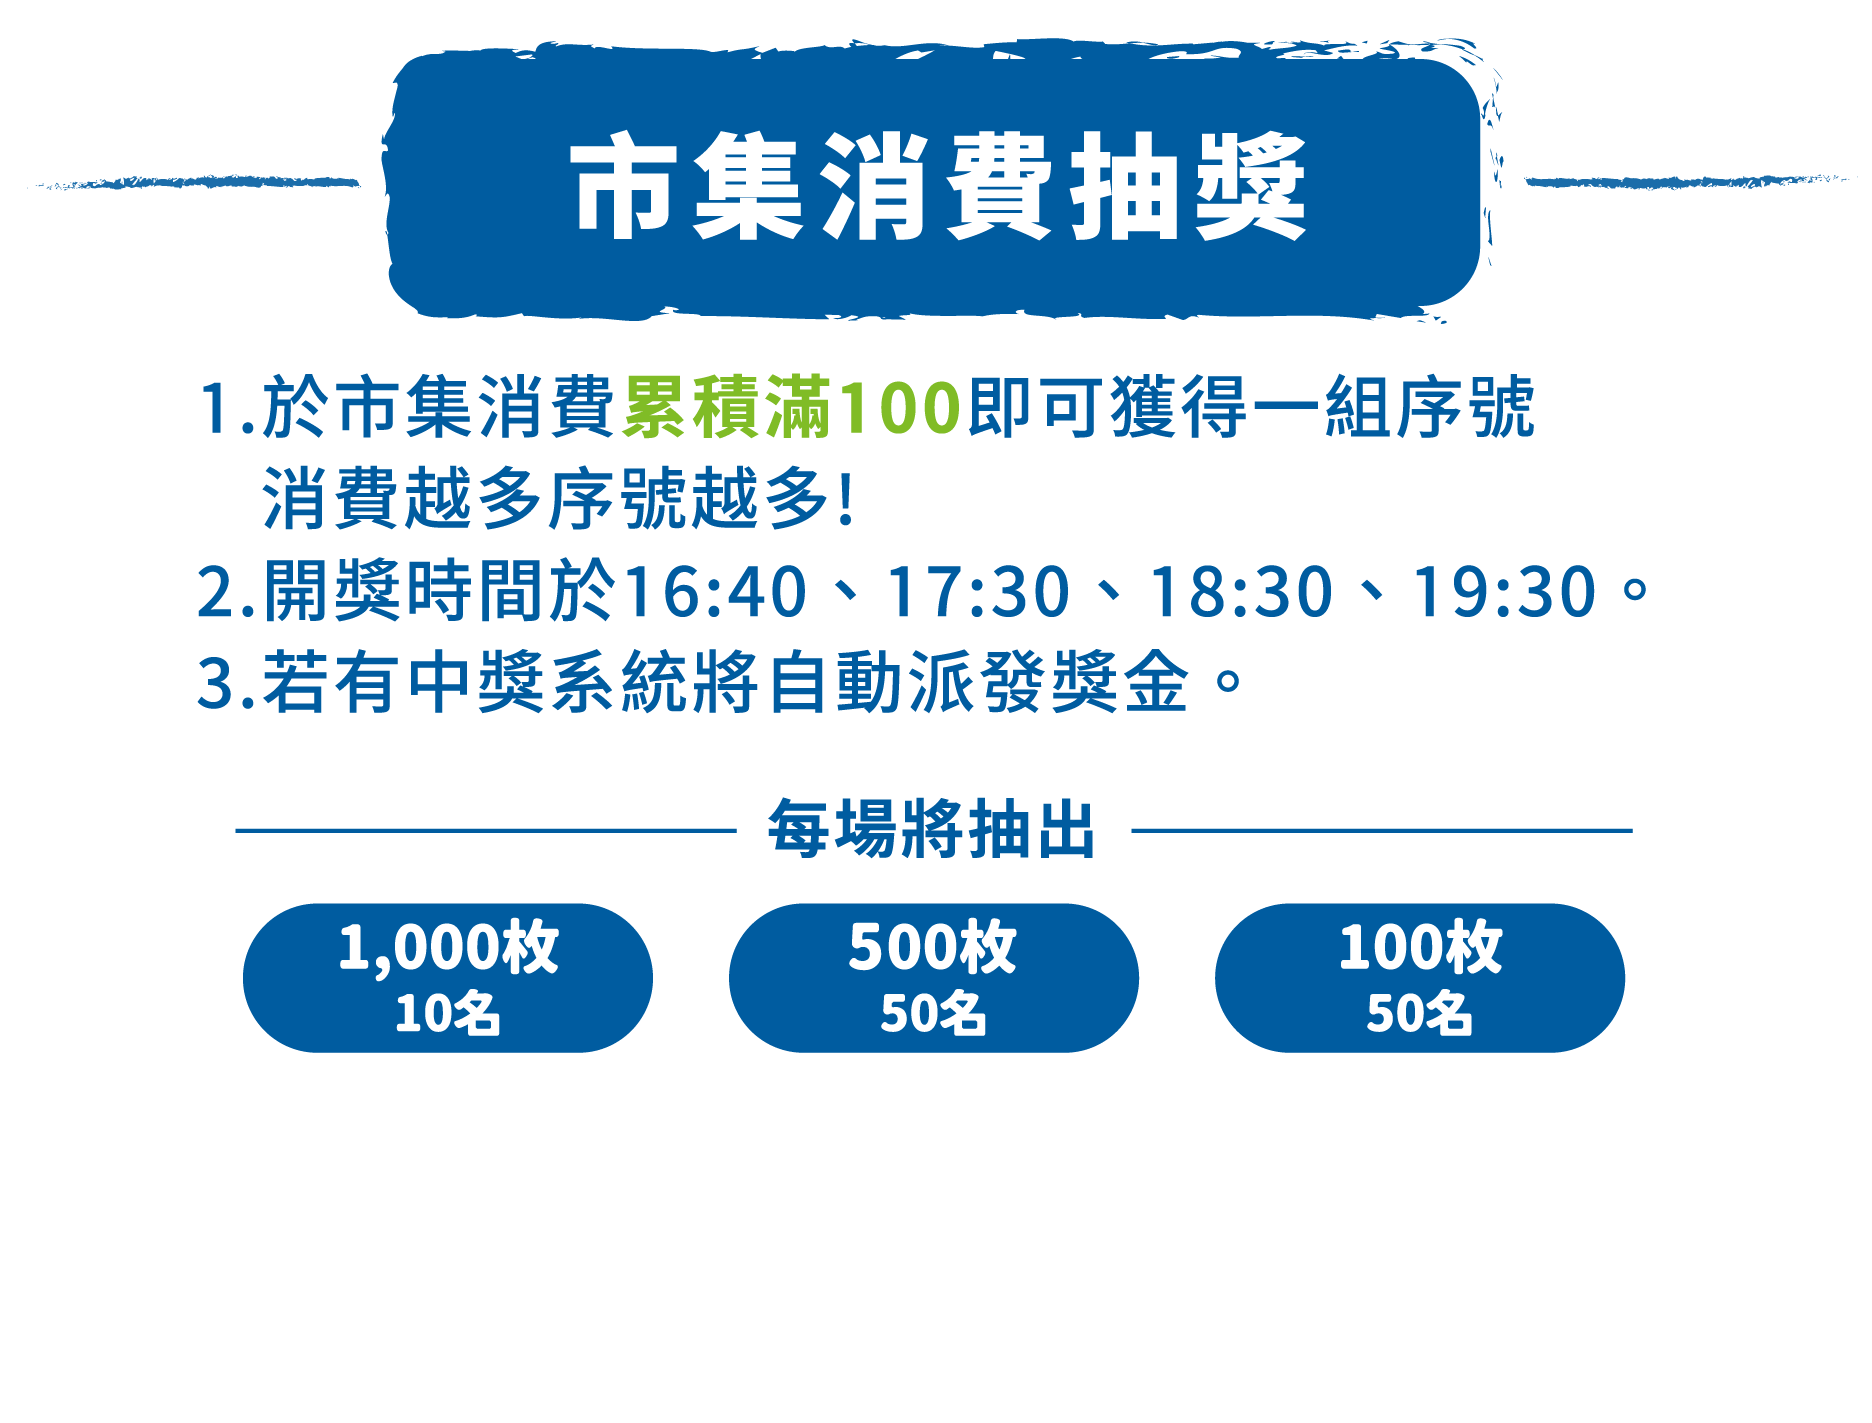 市集消費抽獎
1.於市集消費累積滿100即可獲得一組序號
消費越多序號越多!
2.開獎時間於16:40、17:30、18:30、19:30。
3.若有中獎系統將自動派發獎金。
每場將抽出
1,000枚
10名
500枚
50名
100枚
50名